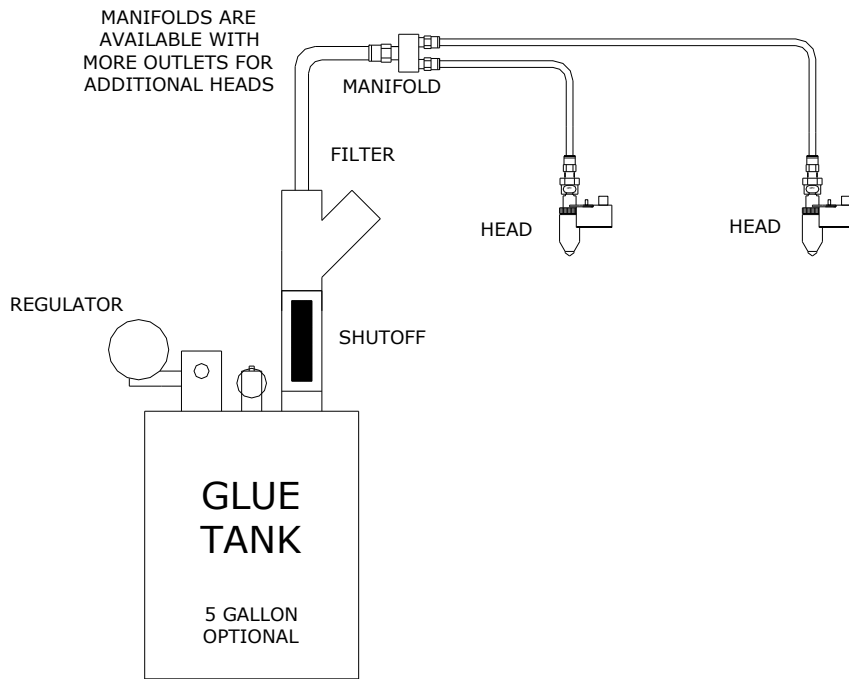 MANIFOLDS ARE
AVAILABLE WITH
MORE OUTLETS FOR
ADDITIONAL HEADS
MANIFOLD
FILTER
HEAD
HEAD
REGULATOR
SHUTOFF
GLUE
TANK
5 GALLON
OPTIONAL